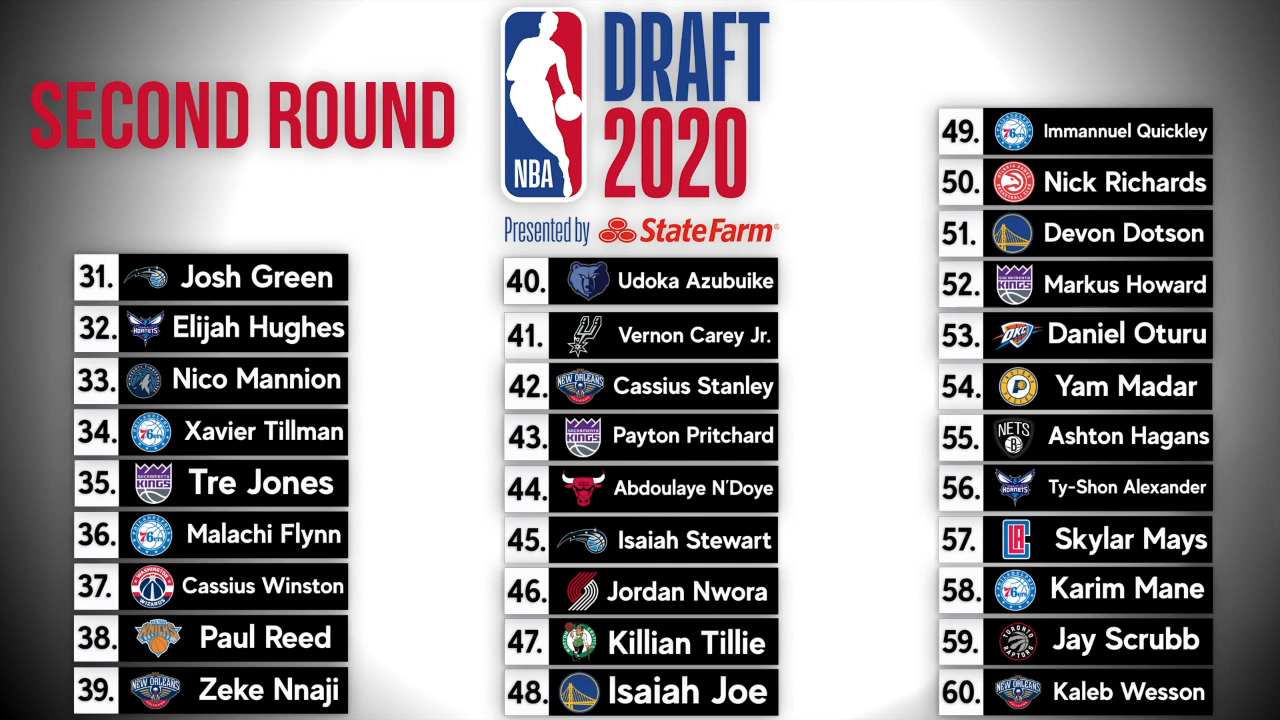 SECOND ROUND
NBA
DRAFT
2020
Presented by StateFarm®
31. Josh Green
32. Elijah Hughes
33. Nico Mannion
34. Xavier Tillman
35. Tre Jones
36. Malachi Flynn
37. Cassius Winston
38. Paul Reed
39. Zeke Nnaji
40. Udoka Azubuike
41. Vernon Carey Jr.
42. Cassius Stanley
43. Payton Pritchard
44. Abdoulaye N'Doye
45. Isaiah Stewart
46. Jordan Nwora
47. Killian Tillie
48. Isaiah Joe
49. Immannuel Quickley
50. Nick Richards
51. Devon Dotson
52. Markus Howard
53. Daniel Oturu
54. Yam Madar
55. Ashton Hagans
56. Ty-Shon Alexander
57. Skylar Mays
58. Karim Mane
59. Jay Scrubb
60. Kaleb Wesson